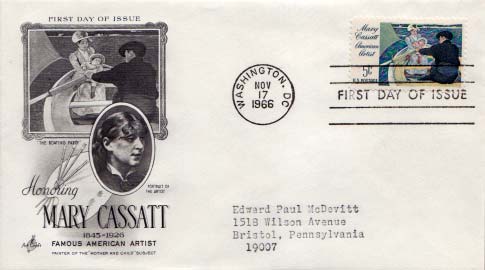 FIRST DAY OF ISSUE
THE BOATING PARTY
PORTRAIT OF
THE ARTIST
Honoring
MARY CASSATT
1845-1926
FAMOUS AMERICAN ARTIST
PAINTER OF THE "MOTHER AND CHILD" SUBJECT
ArtCraft
WASHINGTON, DC
NOV
17
1966
Mary
Cassatt
American
Artist
5c
U.S. POSTAGE
FIRST DAY OF ISSUE
Edward Paul McDevitt
1518 Wilson Avenue
Bristol, Pennsylvania
19007